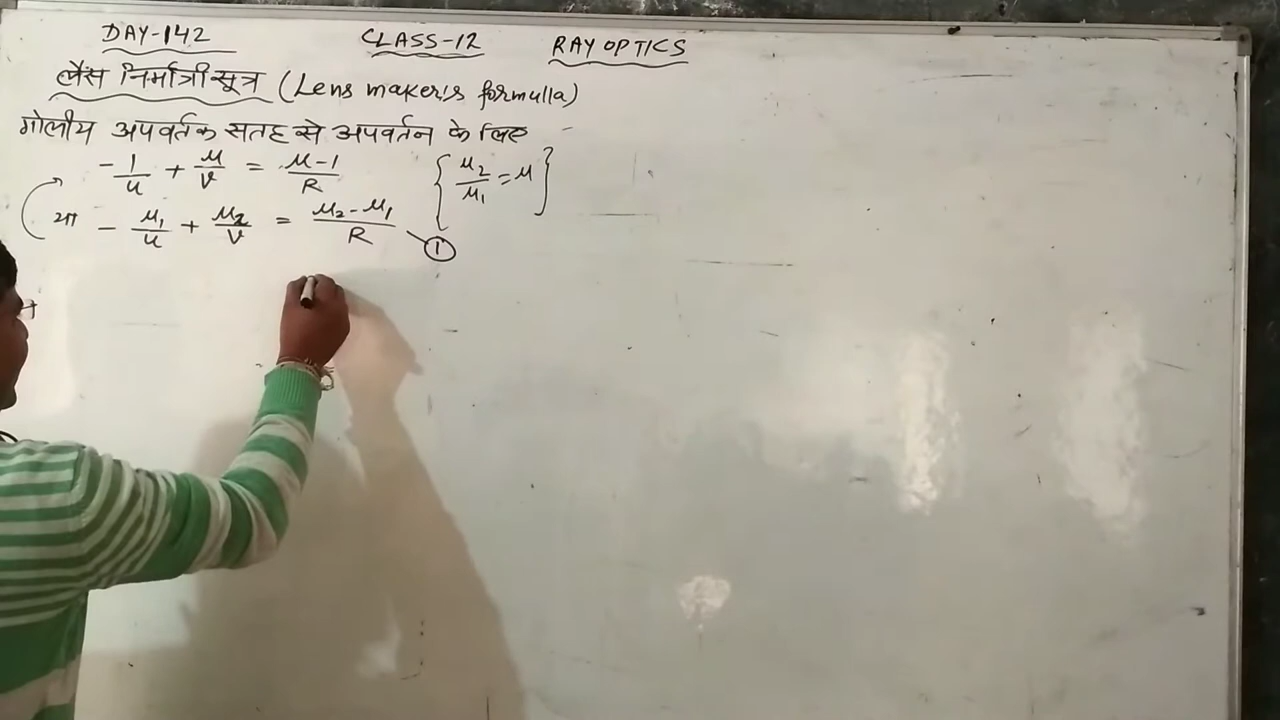 DAY-142 CLASS-12 RAY OPTICS
लैंस निर्मात्री सूत्र (Lens maker's formulla)
गोलीय अपवर्तक सतह से अपवर्तन के लिए -
-1/u + μ/v = μ-1/R {μ2/μ1 = μ}
या - μ1/u + μ2/v = μ2-μ1/R ①